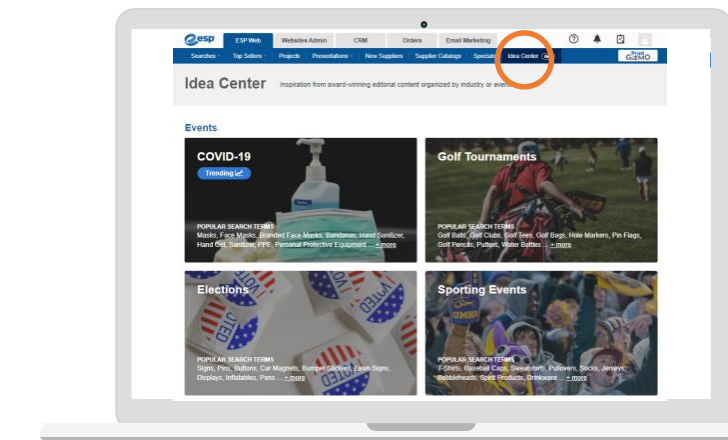 esp
ESP Web Websites Admin CRM Orders Email Marketing
Searches Top Sellers Projects Presentations New Suppliers Supplier Catalogs Specials Idea Center
Print GIZMO
Idea Center Inspiration from award-winning editorial content organized by industry or event
Events
COVID-19
Trending
POPULAR SEARCH TERMS
Masks, Face Masks, Branded Face Masks, Bandanas, Hand Sanitizer,
Hand Gel, Sanitizer, PPE, Personal Protective Equipment ... + more
Golf Tournaments
POPULAR SEARCH TERMS
Golf Balls, Golf Clubs, Golf Tees, Golf Bags, Hole Markers, Pin Flags,
Golf Pencils, Putters, Water Bottles ... + more
Elections
I VOTED
POPULAR SEARCH TERMS
Signs, Pins, Buttons, Car Magnets, Bumper Stickers, Lawn Signs,
Displays, Inflatables, Pens ... + more
Sporting Events
POPULAR SEARCH TERMS
T-Shirts, Baseball Caps, Sweatshirts, Pullovers, Socks, Jerseys,
Bobbleheads, Spirit Products, Drinkware ... + more